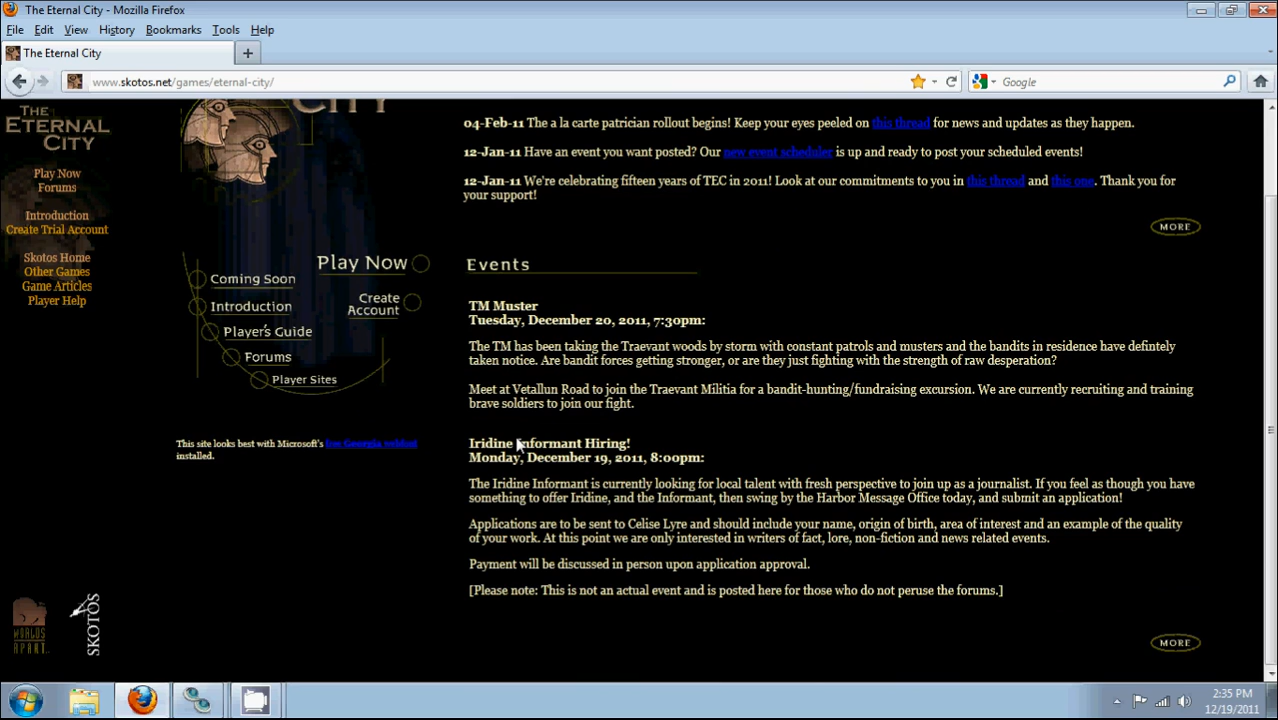 The Eternal City - Mozilla Firefox
File Edit View History Bookmarks Tools Help
The Eternal City
www.skotos.net/games/eternal-city/
Google
THE
ETERNAL
CITY
Play Now
Forums
Introduction
Create Trial Account
Skotos Home
Other Games
Game Articles
Player Help
CITY
Play Now
Coming Soon
Create
Account
Introduction
Player's Guide
Forums
Player Sites
This site looks best with Microsoft's free Georgia webfont
installed.
04-Feb-11 The a la carte patrician rollout begins! Keep your eyes peeled on this thread for news and updates as they happen.
12-Jan-11 Have an event you want posted? Our new event scheduler is up and ready to post your scheduled events!
12-Jan-11 We're celebrating fifteen years of TEC in 2011! Look at our commitments to you in this thread and this one. Thank you for
your support!
MORE
Events
TM Muster
Tuesday, December 20, 2011, 7:30pm:
The TM has been taking the Traevant woods by storm with constant patrols and musters and the bandits in residence have defintely
taken notice. Are bandit forces getting stronger, or are they just fighting with the strength of raw desperation?
Meet at Vetallun Road to join the Traevant Militia for a bandit-hunting/fundraising excursion. We are currently recruiting and training
brave soldiers to join our fight.
Iridine Informant Hiring!
Monday, December 19, 2011, 8:00pm:
The Iridine Informant is currently looking for local talent with fresh perspective to join up as a journalist. If you feel as though you have
something to offer Iridine, and the Informant, then swing by the Harbor Message Office today, and submit an application!
Applications are to be sent to Celise Lyre and should include your name, origin of birth, area of interest and an example of the quality
of your work. At this point we are only interested in writers of fact, lore, non-fiction and news related events.
Payment will be discussed in person upon application approval.
[Please note: This is not an actual event and is posted here for those who do not peruse the forums.]
MORE
WORLDS
APART
SKOTOS
2:35 PM
12/19/2011